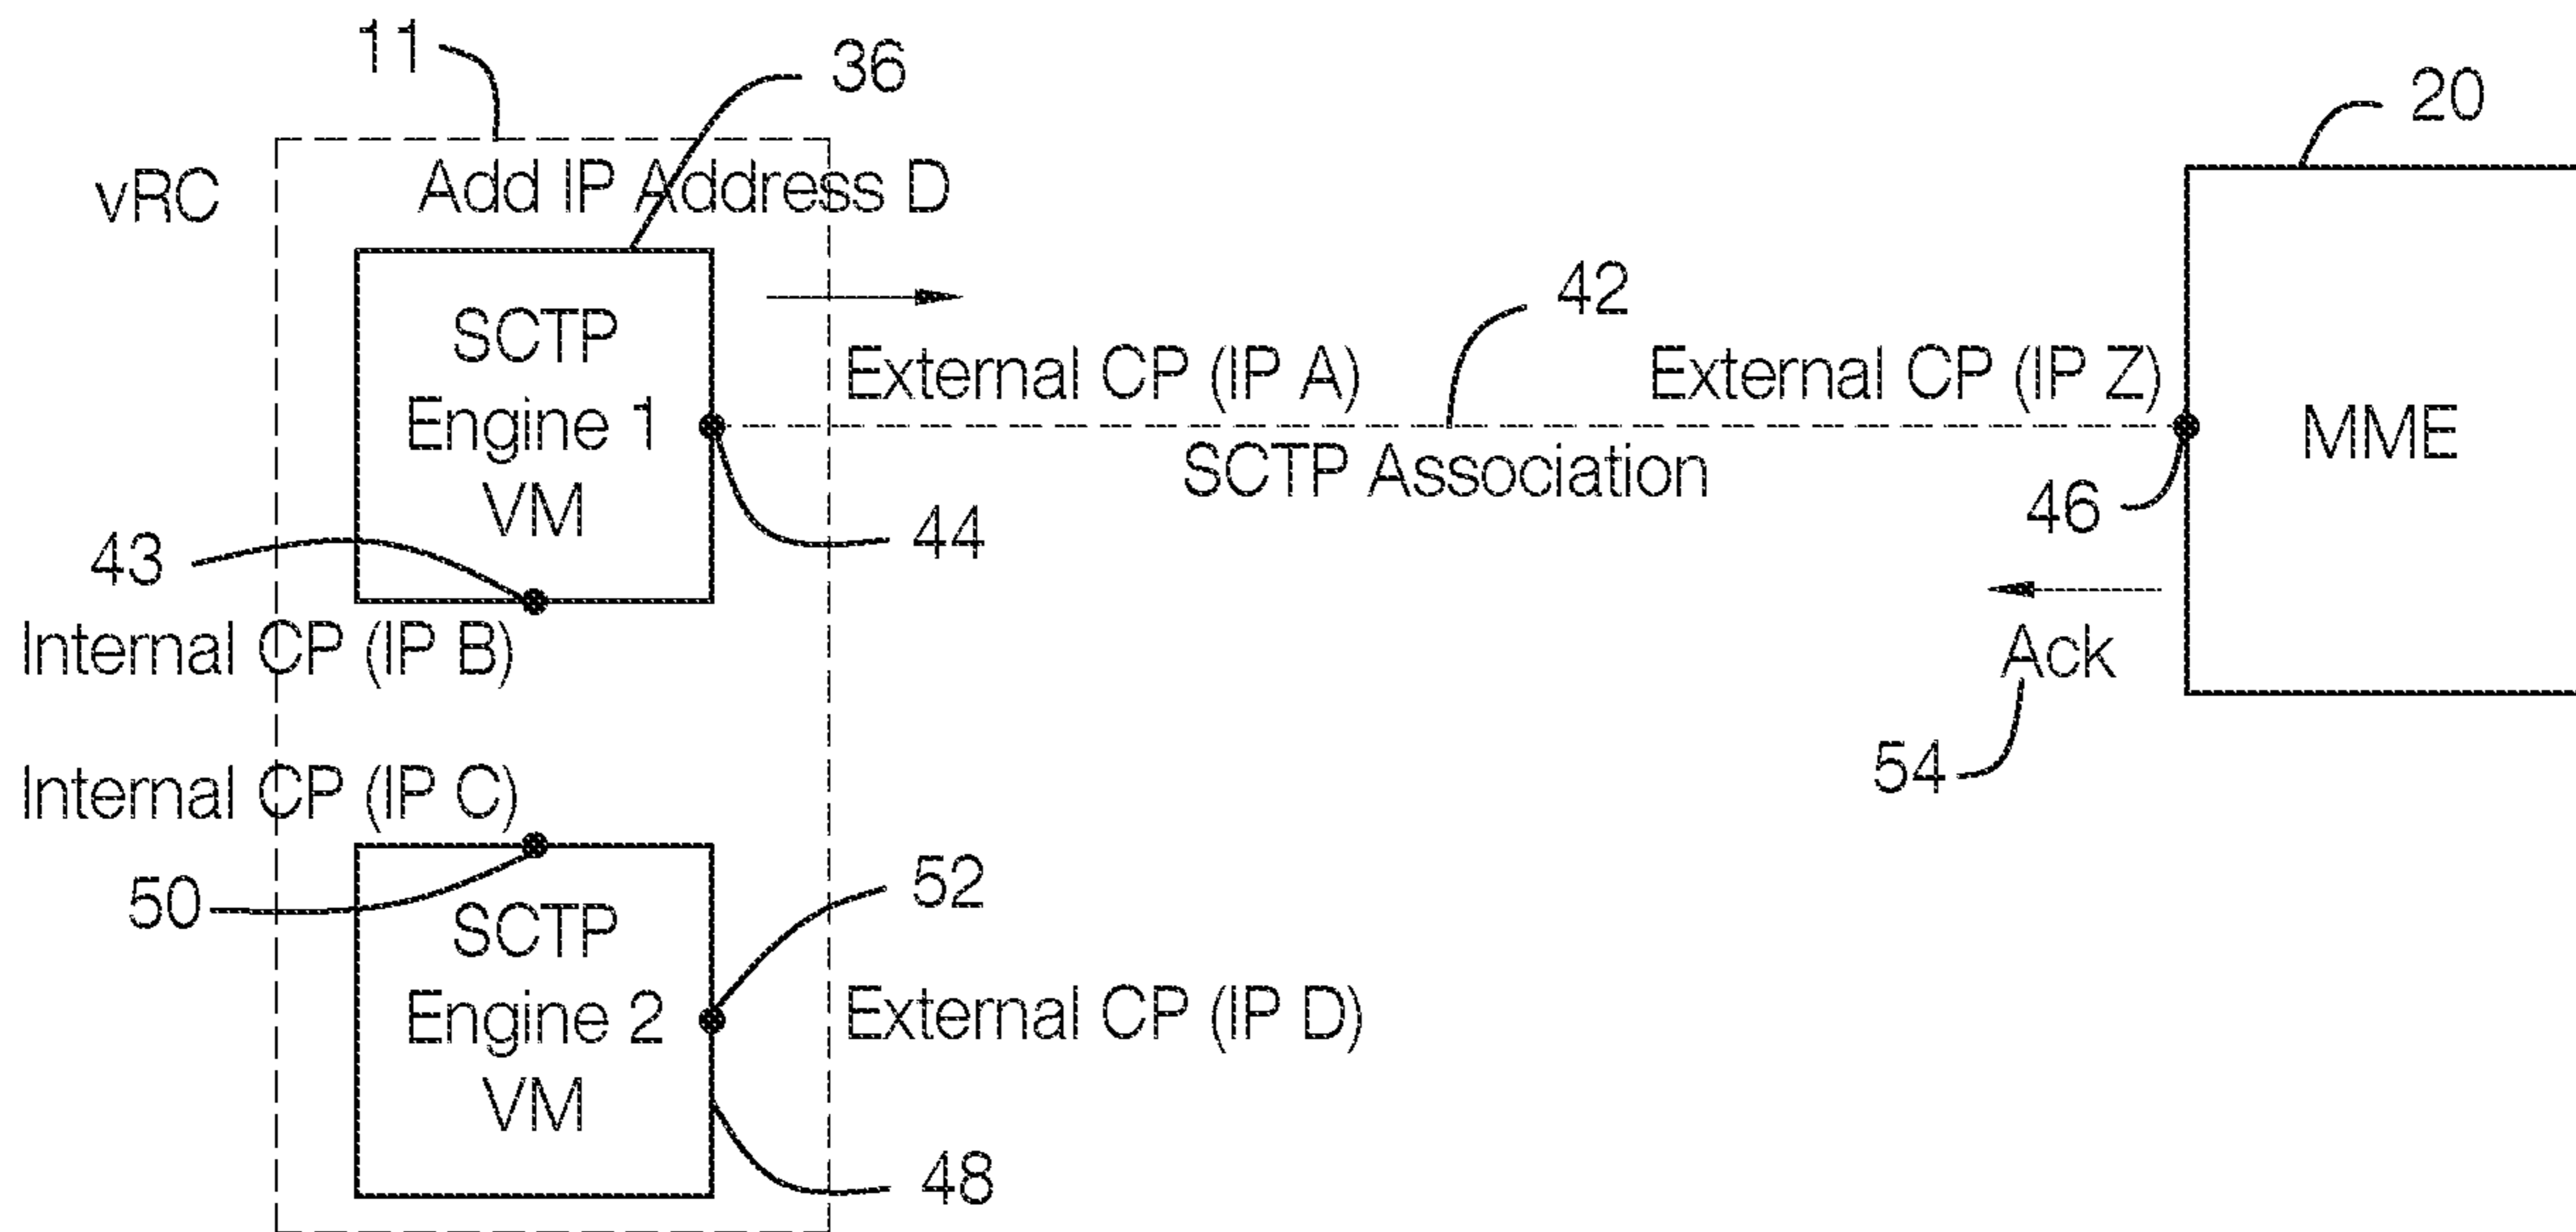 11
36
20
vRC
Add IP Address D
SCTP
Engine 1
VM
42
External CP (IP A)
External CP (IP Z)
SCTP Association
MME
46
44
43
Internal CP (IP B)
Ack
54
Internal CP (IP C)
50
52
SCTP
Engine 2
VM
External CP (IP D)
48